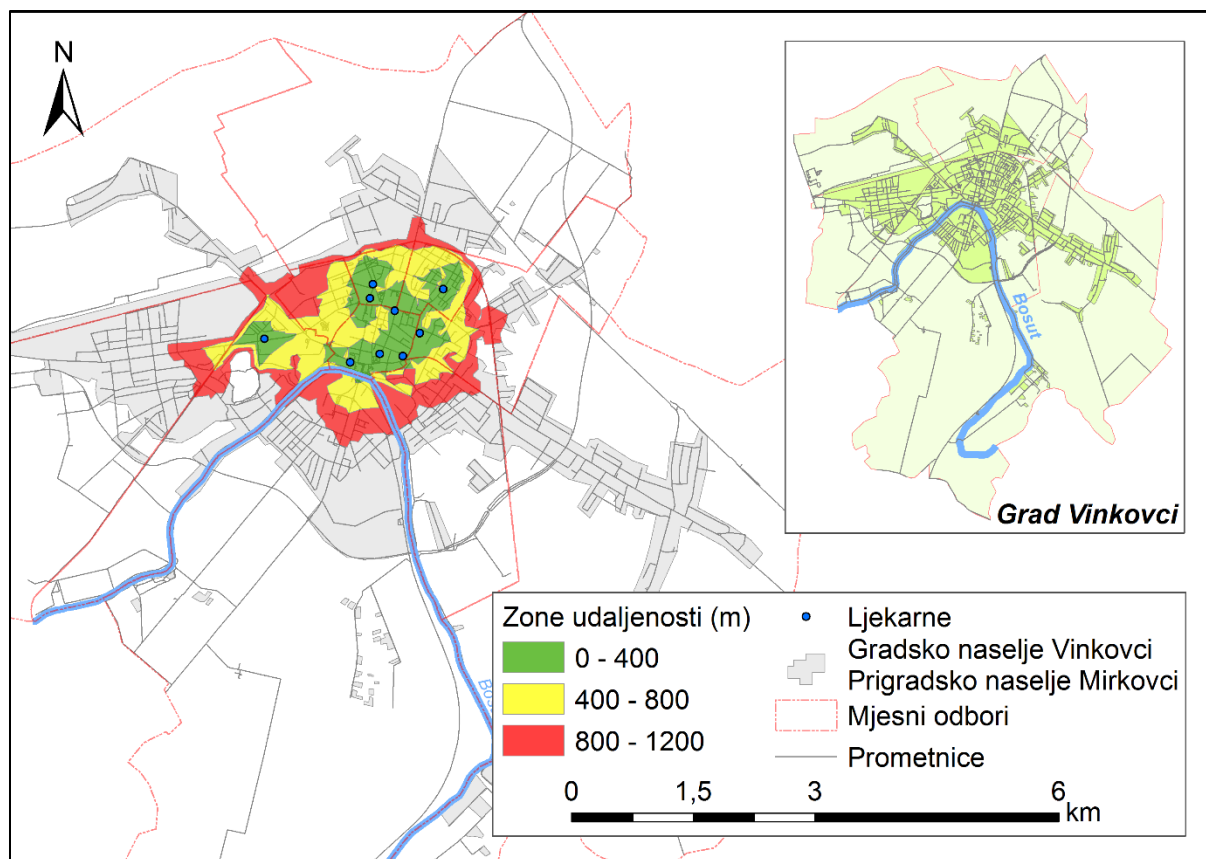 N
Bosut
Grad Vinkovci
Bosut
Zone udaljenosti (m)
0 - 400
400 - 800
800 - 1200
Ljekarne
Gradsko naselje Vinkovci
Prigradsko naselje Mirkovci
Mjesni odbori
Prometnice
0 1,5 3 6
km